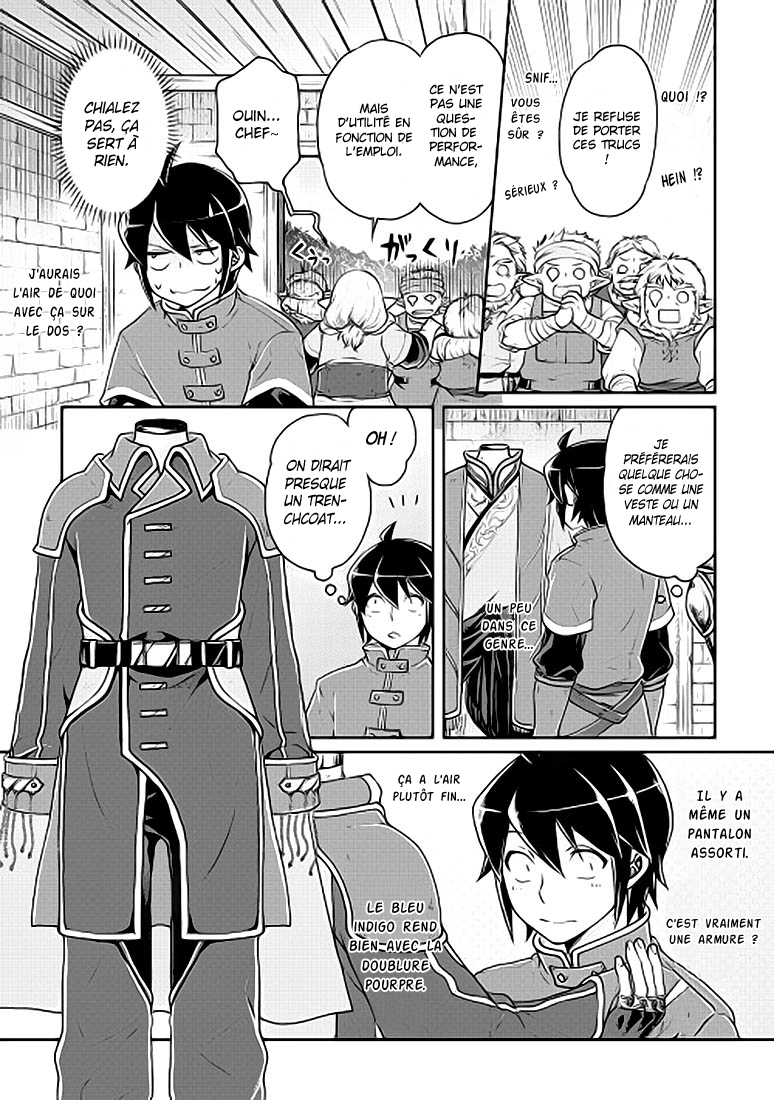 QUOI !?
JE REFUSE
DE PORTER
CES TRUCS
!
SNIF...
VOUS
ÊTES
SÛR ?
HEIN !?
SÉRIEUX ?
CE N'EST
PAS UNE
QUES-
TION DE
PERFOR-
MANCE,
MAIS
D'UTILITÉ EN
FONCTION DE
L'EMPLOI.
OUIN...
CHEF~
CHIALEZ
PAS, ÇA
SERT À
RIEN.
がっくり…
くぅっ
J'AURAIS
L'AIR DE QUOI
AVEC ÇA SUR
LE DOS ?
JE
PRÉFÉRERAIS
QUELQUE CHO-
SE COMME UNE
VESTE OU UN
MANTEAU...
UN PEU
DANS CE
GENRE...
OH !
ON DIRAIT
PRESQUE
UN TREN-
CHCOAT...
IL Y A
MÊME UN
PANTALON
ASSORTI.
C'EST VRAIMENT
UNE ARMURE ?
ÇA A L'AIR
PLUTÔT FIN...
LE BLEU
INDIGO REND
BIEN AVEC LA
DOUBLURE
POURPRE.